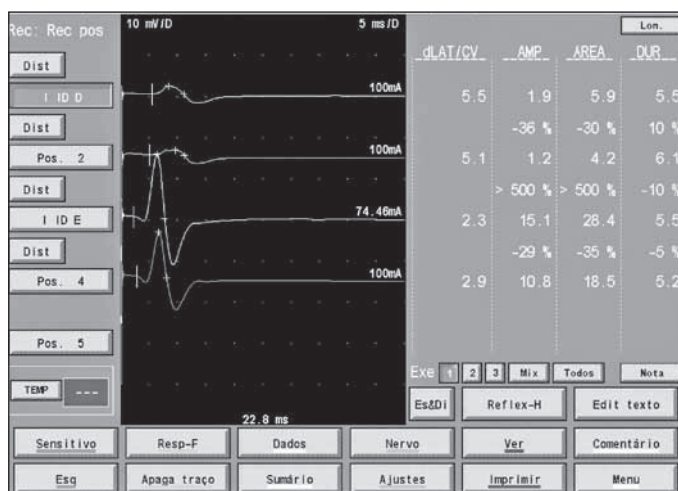 Rec: Rec pos
10 mV/D 5 ms/D
Lon.
dLAT/CV AMP AREA DUR
Dist
I ID D
100mA
5.5 1.9 5.9 5.5
Dist
-36 % -30 % 10 %
Pos. 2
100mA
5.1 1.2 4.2 6.1
Dist
> 500 % > 500 % -10 %
I ID E
74.46mA
2.3 15.1 28.4 5.5
Dist
-29 % -35 % -5 %
Pos. 4
100mA
2.9 10.8 18.5 5.2
Pos. 5
Exe 1 2 3 Mix Todos Nota
TEMP ---
Es&Di Reflex-H Edit texto
22.8 ms
Sensitivo Resp-F Dados Nervo Ver Comentário
Esq Apaga traço Sumário Ajustes Imprimir Menu